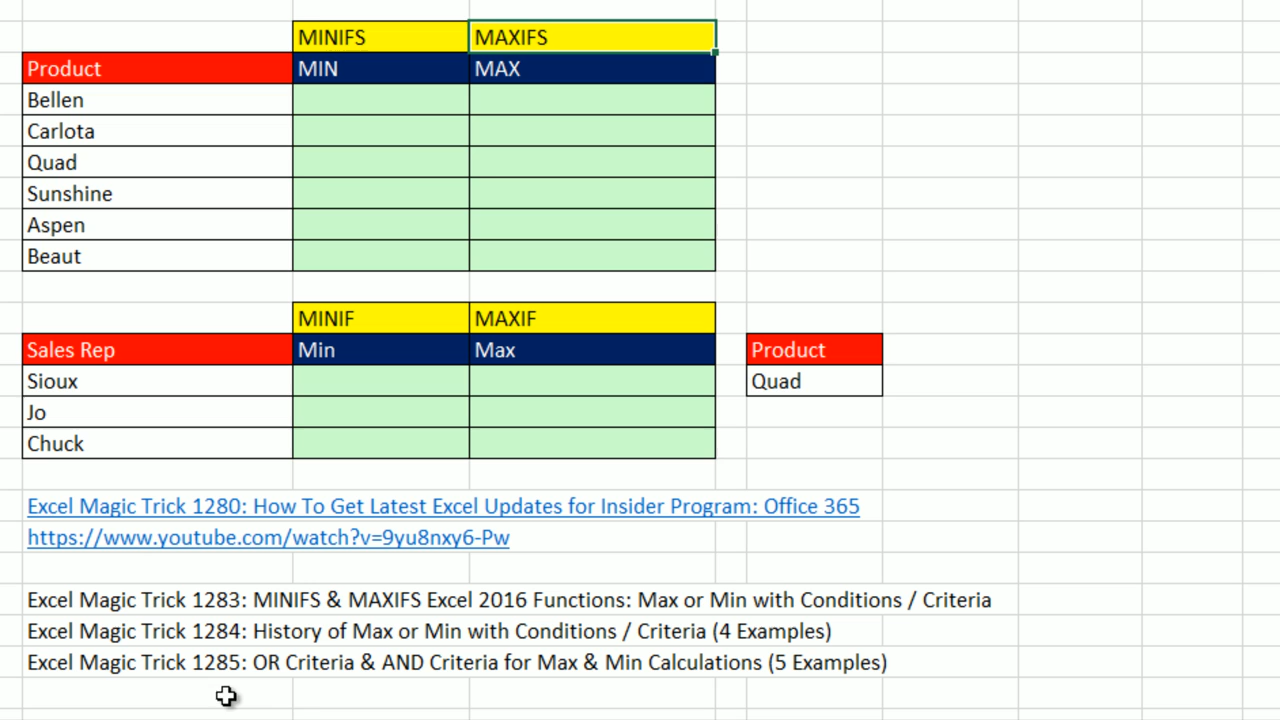 MINIFS MAXIFS
Product MIN MAX
Bellen
Carlota
Quad
Sunshine
Aspen
Beaut
MINIF MAXIF
Sales Rep Min Max Product
Sioux Quad
Jo
Chuck
Excel Magic Trick 1280: How To Get Latest Excel Updates for Insider Program: Office 365
https://www.youtube.com/watch?v=9yu8nxy6-Pw
Excel Magic Trick 1283: MINIFS & MAXIFS Excel 2016 Functions: Max or Min with Conditions / Criteria
Excel Magic Trick 1284: History of Max or Min with Conditions / Criteria (4 Examples)
Excel Magic Trick 1285: OR Criteria & AND Criteria for Max & Min Calculations (5 Examples)